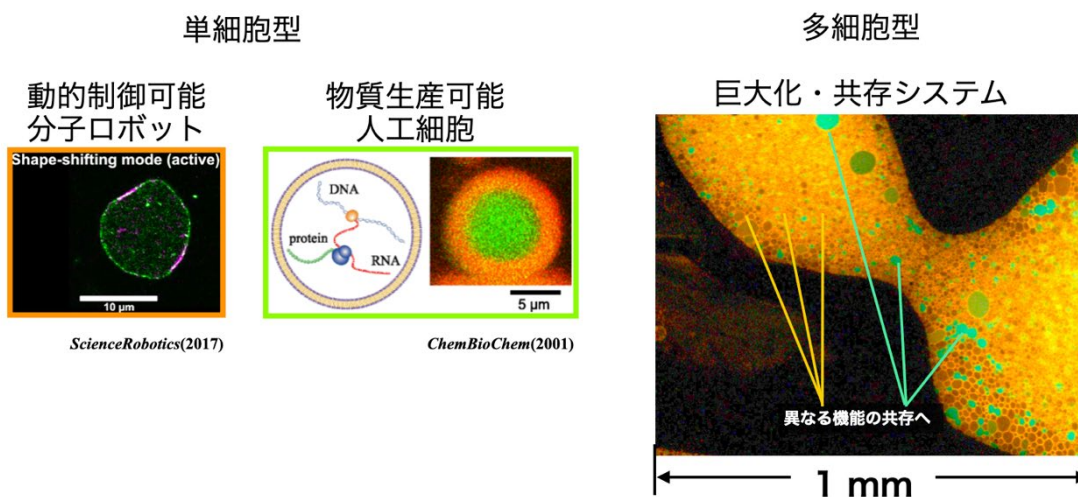 単細胞型
多細胞型
動的制御可能
分子ロボット
物質生産可能
人工細胞
巨大化・共存システム
Shape-shifting mode (active)
10 μm
DNA
protein
RNA
5 μm
ScienceRobotics(2017)
ChemBioChem(2001)
異なる機能の共存へ
1 mm